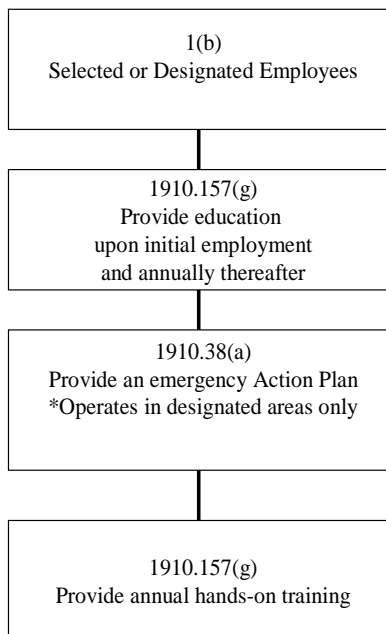 1(b)
Selected or Designated Employees
1910.157(g)
Provide education
upon initial employment
and annually thereafter
1910.38(a)
Provide an emergency Action Plan
*Operates in designated areas only
1910.157(g)
Provide annual hands-on training